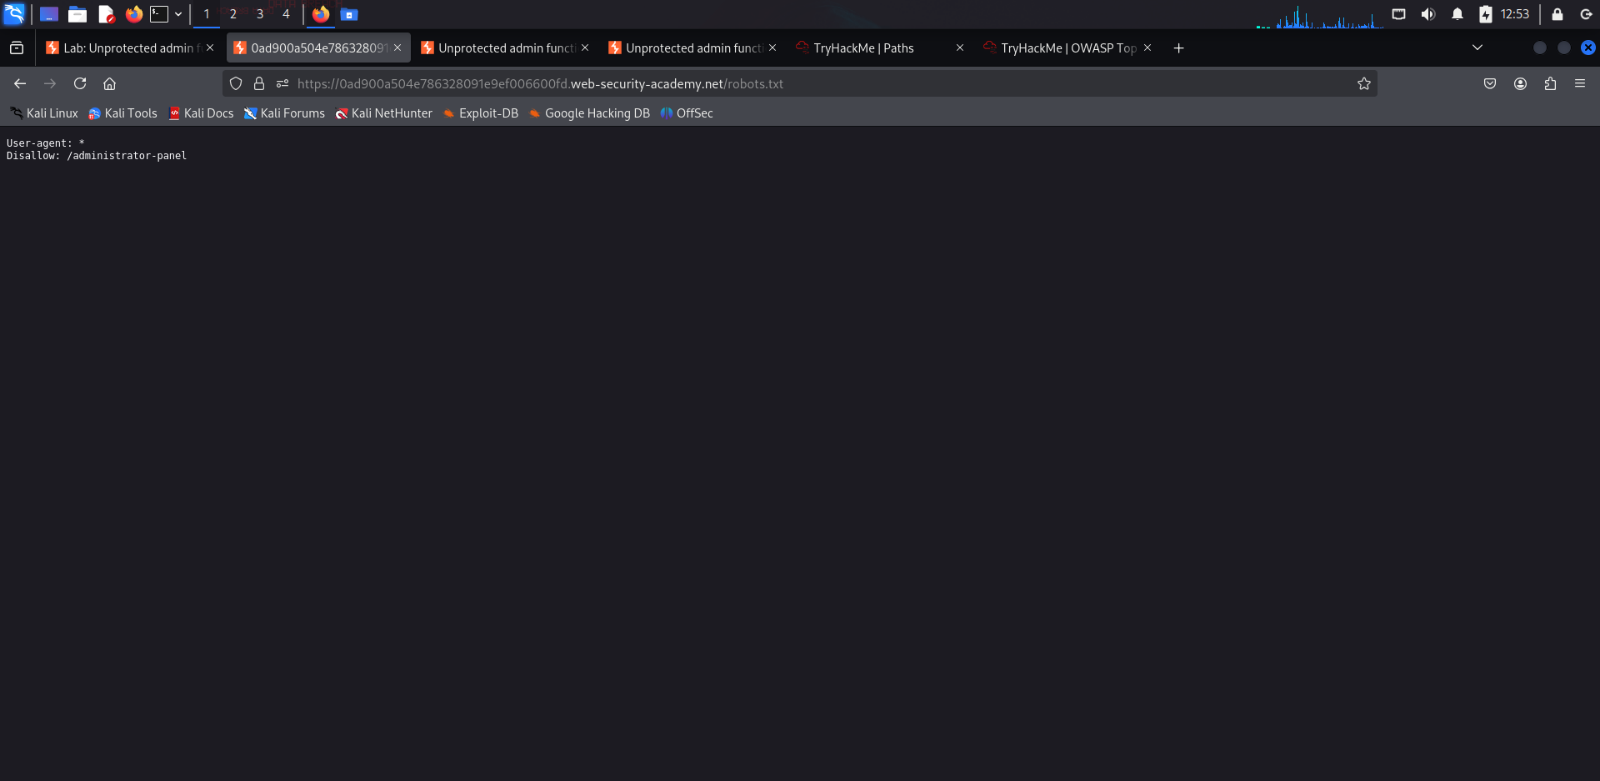 1 2 3 4 12:53
Lab: Unprotected admin f
0ad900a504e786328091
Unprotected admin functi
Unprotected admin functi
TryHackMe | Paths
TryHackMe | OWASP Top
https://0ad900a504e786328091e9ef006600fd.web-security-academy.net/robots.txt
Kali Linux Kali Tools Kali Docs Kali Forums Kali NetHunter Exploit-DB Google Hacking DB OffSec
User-agent: *
Disallow: /administrator-panel